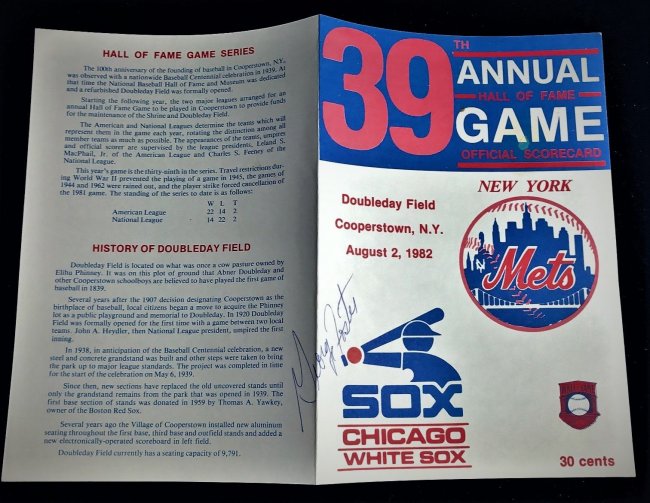 HALL OF FAME GAME SERIES
The 100th anniversary of the founding of baseball in Cooperstown, N.Y.,
was observed with a nationwide Baseball Centennial celebration in 1939. At
that time the National Baseball Hall of Fame and Museum was dedicated
and a refurbished Doubleday Field was formally opened.
Starting the following year, the two major leagues arranged for an
annual Hall of Fame Game to be played in Cooperstown to provide funds
for the maintenance of the Shrine and Doubleday Field.
The American and National Leagues determine the teams which will
represent them in the game each year, rotating the distinction among all
member teams as much as possible. The appearances of the teams, umpires
and official scorer are supervised by the league presidents, Leland S.
MacPhail, Jr. of the American League and Charles S. Feeney of the
National League.
This year's game is the thirty-ninth in the series. Travel restrictions dur-
ing World War II prevented the playing of a game in 1945, the games of
1944 and 1962 were rained out, and the player strike forced cancellation of
the 1981 game. The standing of the series to date is as follows:
W L T
American League 22 14 2
National League 14 22 2
HISTORY OF DOUBLEDAY FIELD
Doubleday Field is located on what was once a cow pasture owned by
Elihu Phinney. It was on this plot of ground that Abner Doubleday and
other Cooperstown schoolboys are believed to have played the first game of
baseball in 1839.
Several years after the 1907 decision designating Cooperstown as the
birthplace of baseball, local citizens began a move to acquire the Phinney
lot as a public playground and memorial to Doubleday. In 1920 Doubleday
Field was formally opened for the first time with a game between two local
teams. John A. Heydler, then National League president, umpired the first
inning.
In 1938, in anticipation of the Baseball Centennial celebration, a new
steel and concrete grandstand was built and other steps were taken to bring
the park up to major league standards. The project was completed in time
for the start of the celebration on May 6, 1939.
Since then, new sections have replaced the old uncovered stands until
only the grandstand remains from the park that was opened in 1939. The
first base section of stands was donated in 1959 by Thomas A. Yawkey,
owner of the Boston Red Sox.
Several years ago the Village of Cooperstown installed new aluminum
seating throughout the first base, third base and outfield stands and added a
new electronically-operated scoreboard in left field.
Doubleday Field currently has a seating capacity of 9,791.
39TH
ANNUAL
HALL OF FAME
GAME
OFFICIAL SCORECARD
Doubleday Field
Cooperstown, N.Y.
August 2, 1982
NEW YORK
NY
Mets
George Foster
SOX
CHICAGO
WHITE SOX
30 cents